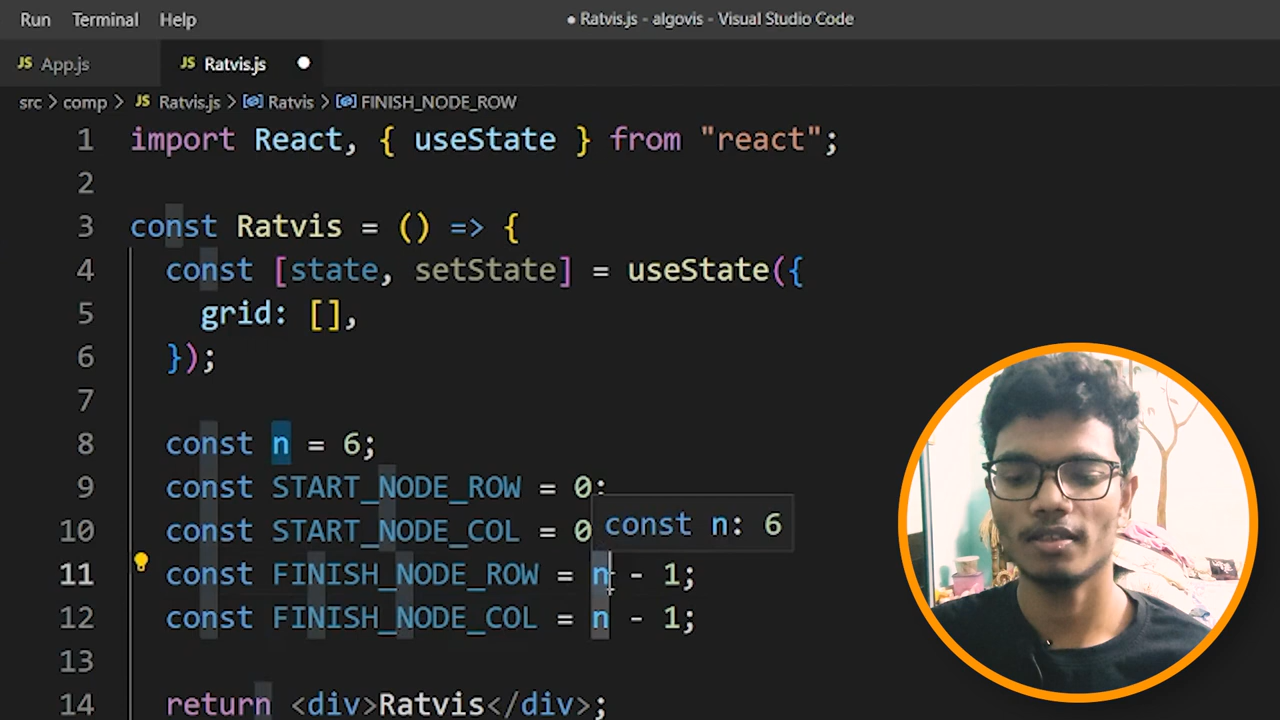 Run Terminal Help
● Ratvis.js - algovis - Visual Studio Code
JS App.js
JS Ratvis.js ●
src > comp > JS Ratvis.js > Ratvis > FINISH_NODE_ROW
1 import React, { useState } from "react";
2
3 const Ratvis = () => {
4 const [state, setState] = useState({
5 grid: [],
6 });
7
8 const n = 6;
9 const START_NODE_ROW = 0;
10 const START_NODE_COL = 0
const n: 6
11 const FINISH_NODE_ROW = n - 1;
12 const FINISH_NODE_COL = n - 1;
13
14 return <div>Ratvis</div>;